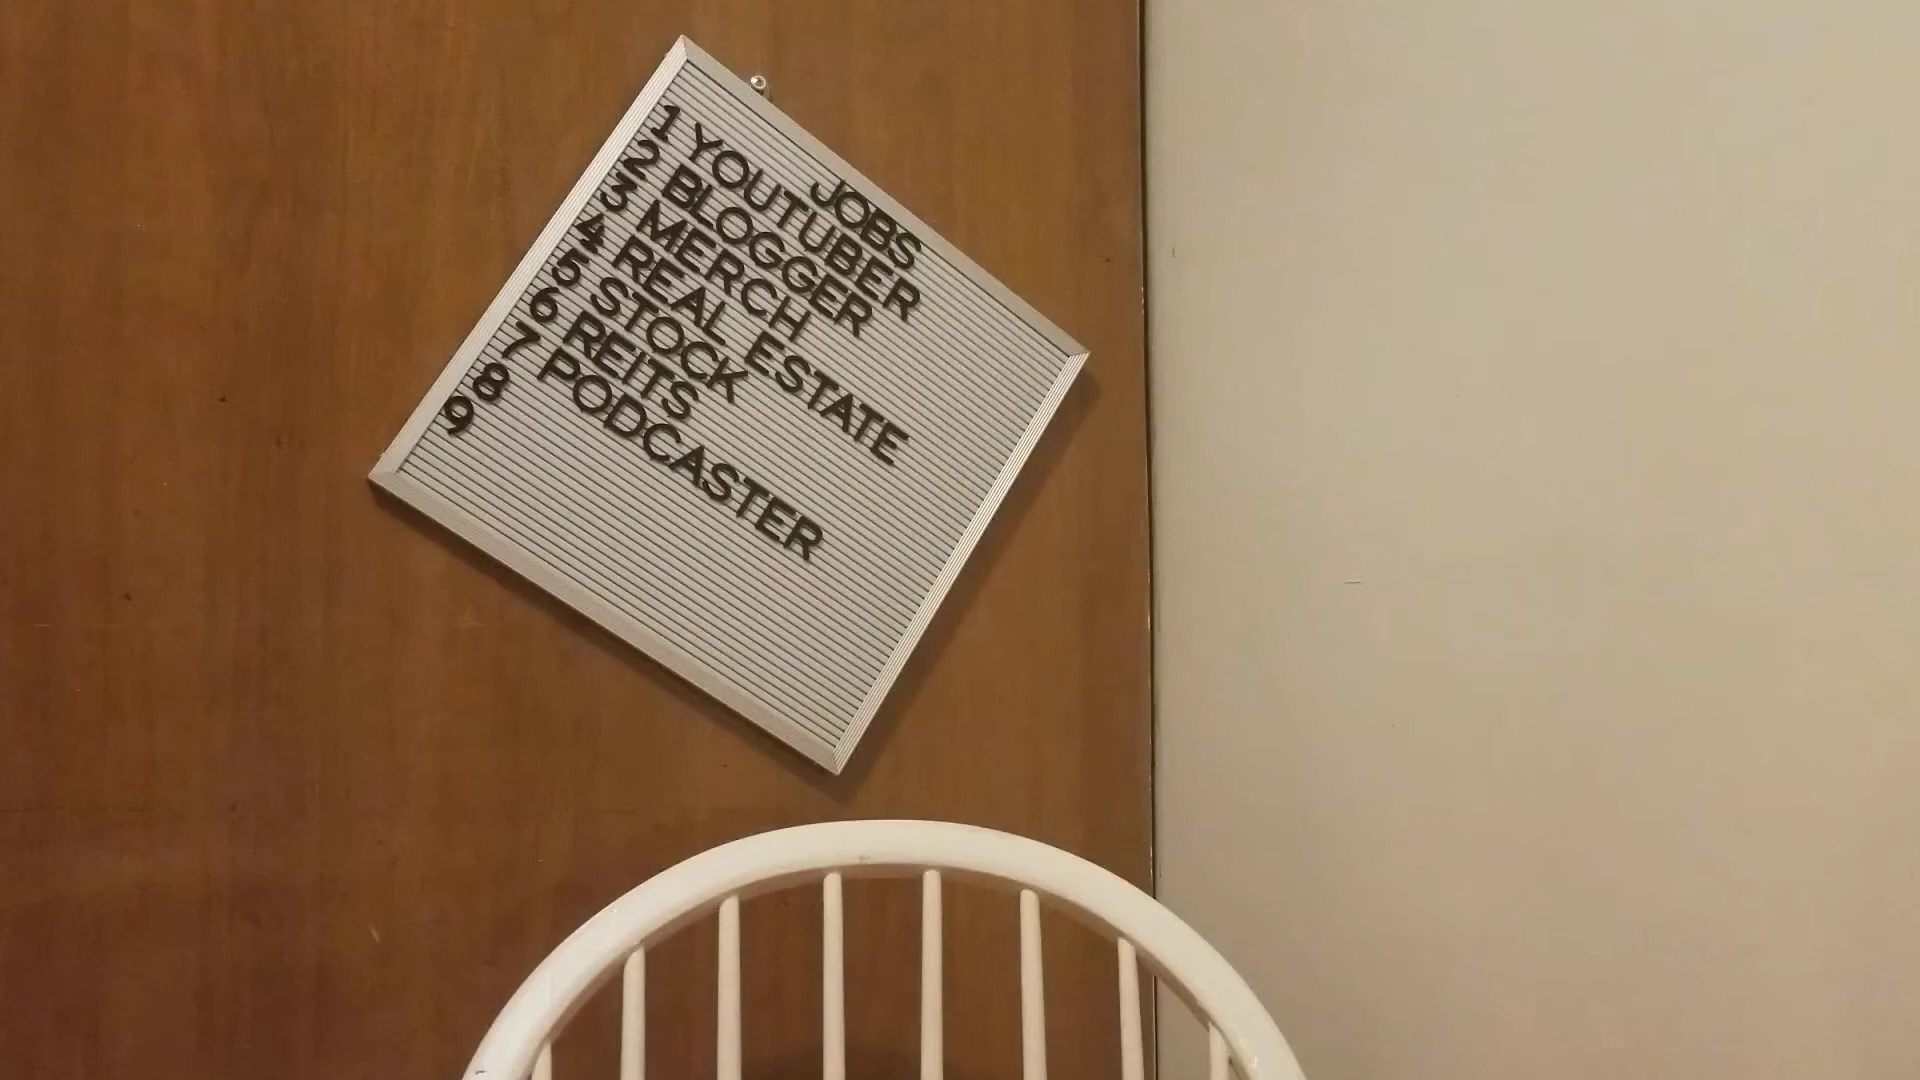 JOBS
1 YOUTUBER
2 BLOGGER
3 MERCH
4 REAL ESTATE
5 STOCK
6 REITS
7 PODCASTER
8
9